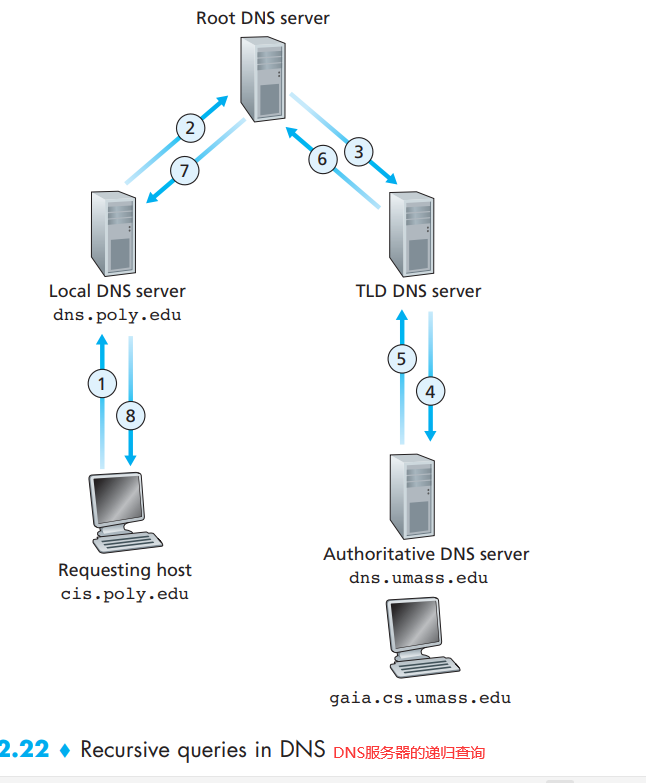 Root DNS server
2
7
3
6
Local DNS server
dns.poly.edu
TLD DNS server
1
8
5
4
Requesting host
cis.poly.edu
Authoritative DNS server
dns.umass.edu
gaia.cs.umass.edu
2.22 ♦ Recursive queries in DNS DNS服务器的递归查询